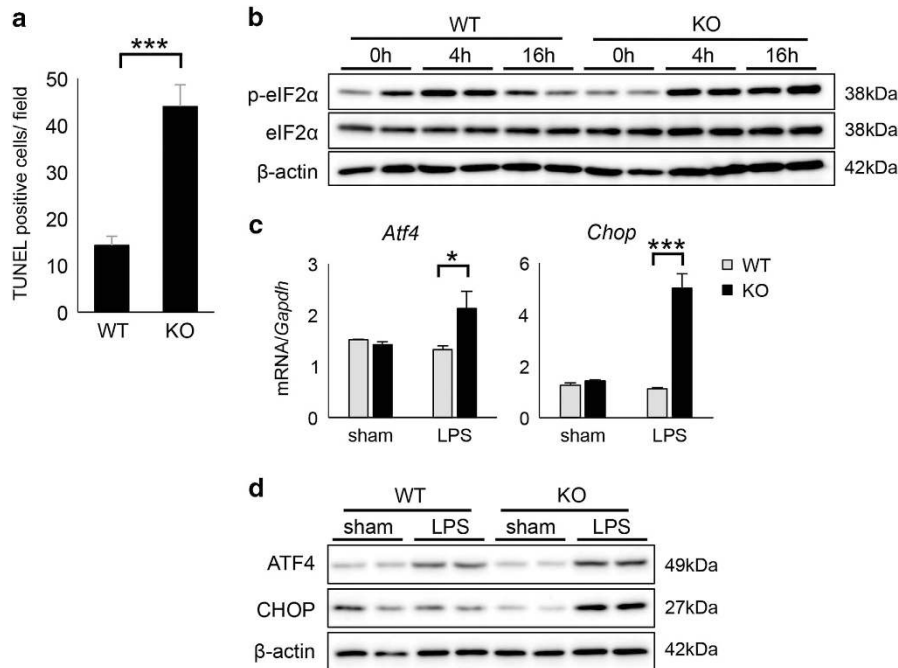 a
***
TUNEL positive cells/ field
50
40
30
20
10
0
WT KO
b
WT KO
0h 4h 16h 0h 4h 16h
p-eIF2α 38kDa
eIF2α 38kDa
β-actin 42kDa
c
Atf4
mRNA/Gapdh
3
2
1
0
*
sham LPS
Chop
6
4
2
0
***
sham LPS
WT
KO
d
WT KO
sham LPS sham LPS
ATF4 49kDa
CHOP 27kDa
β-actin 42kDa